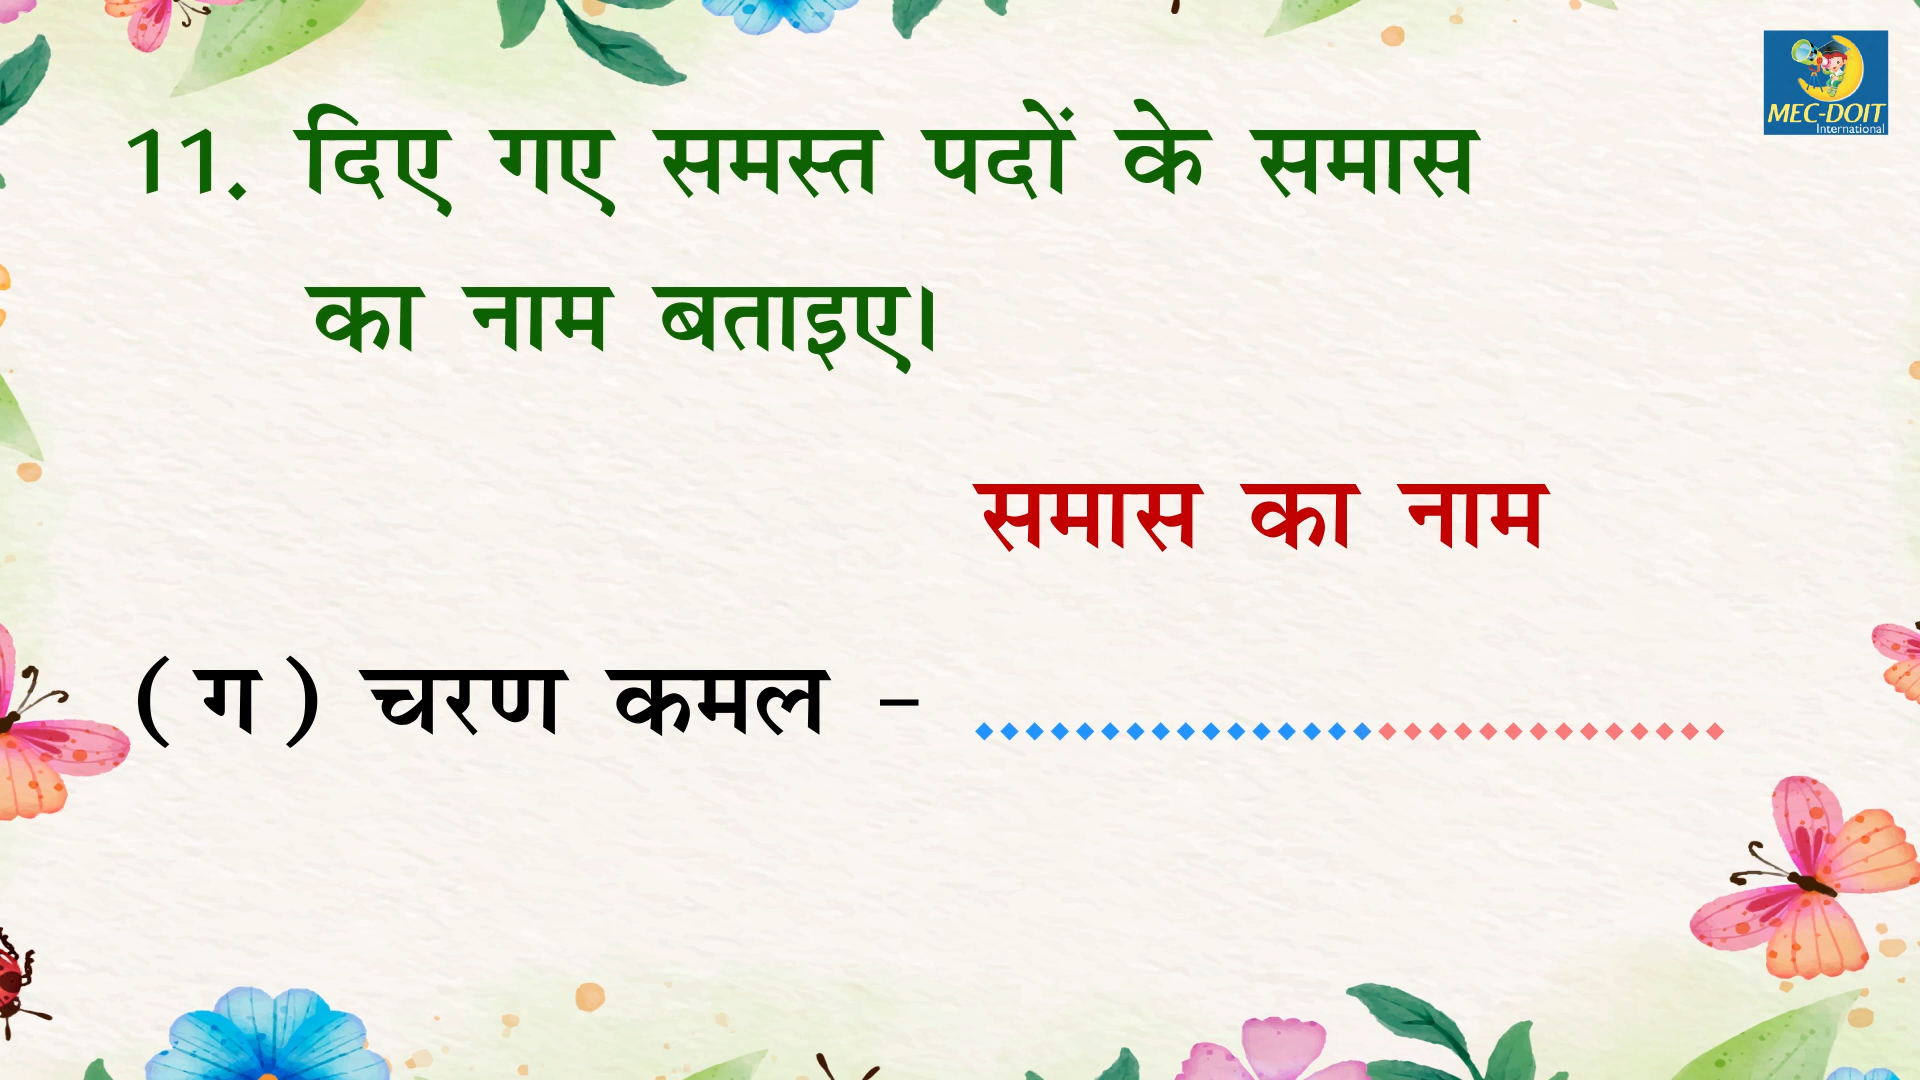 MEC-DOIT
International
11. दिए गए समस्त पदों के समास
का नाम बताइए।
समास का नाम
(ग) चरण कमल -